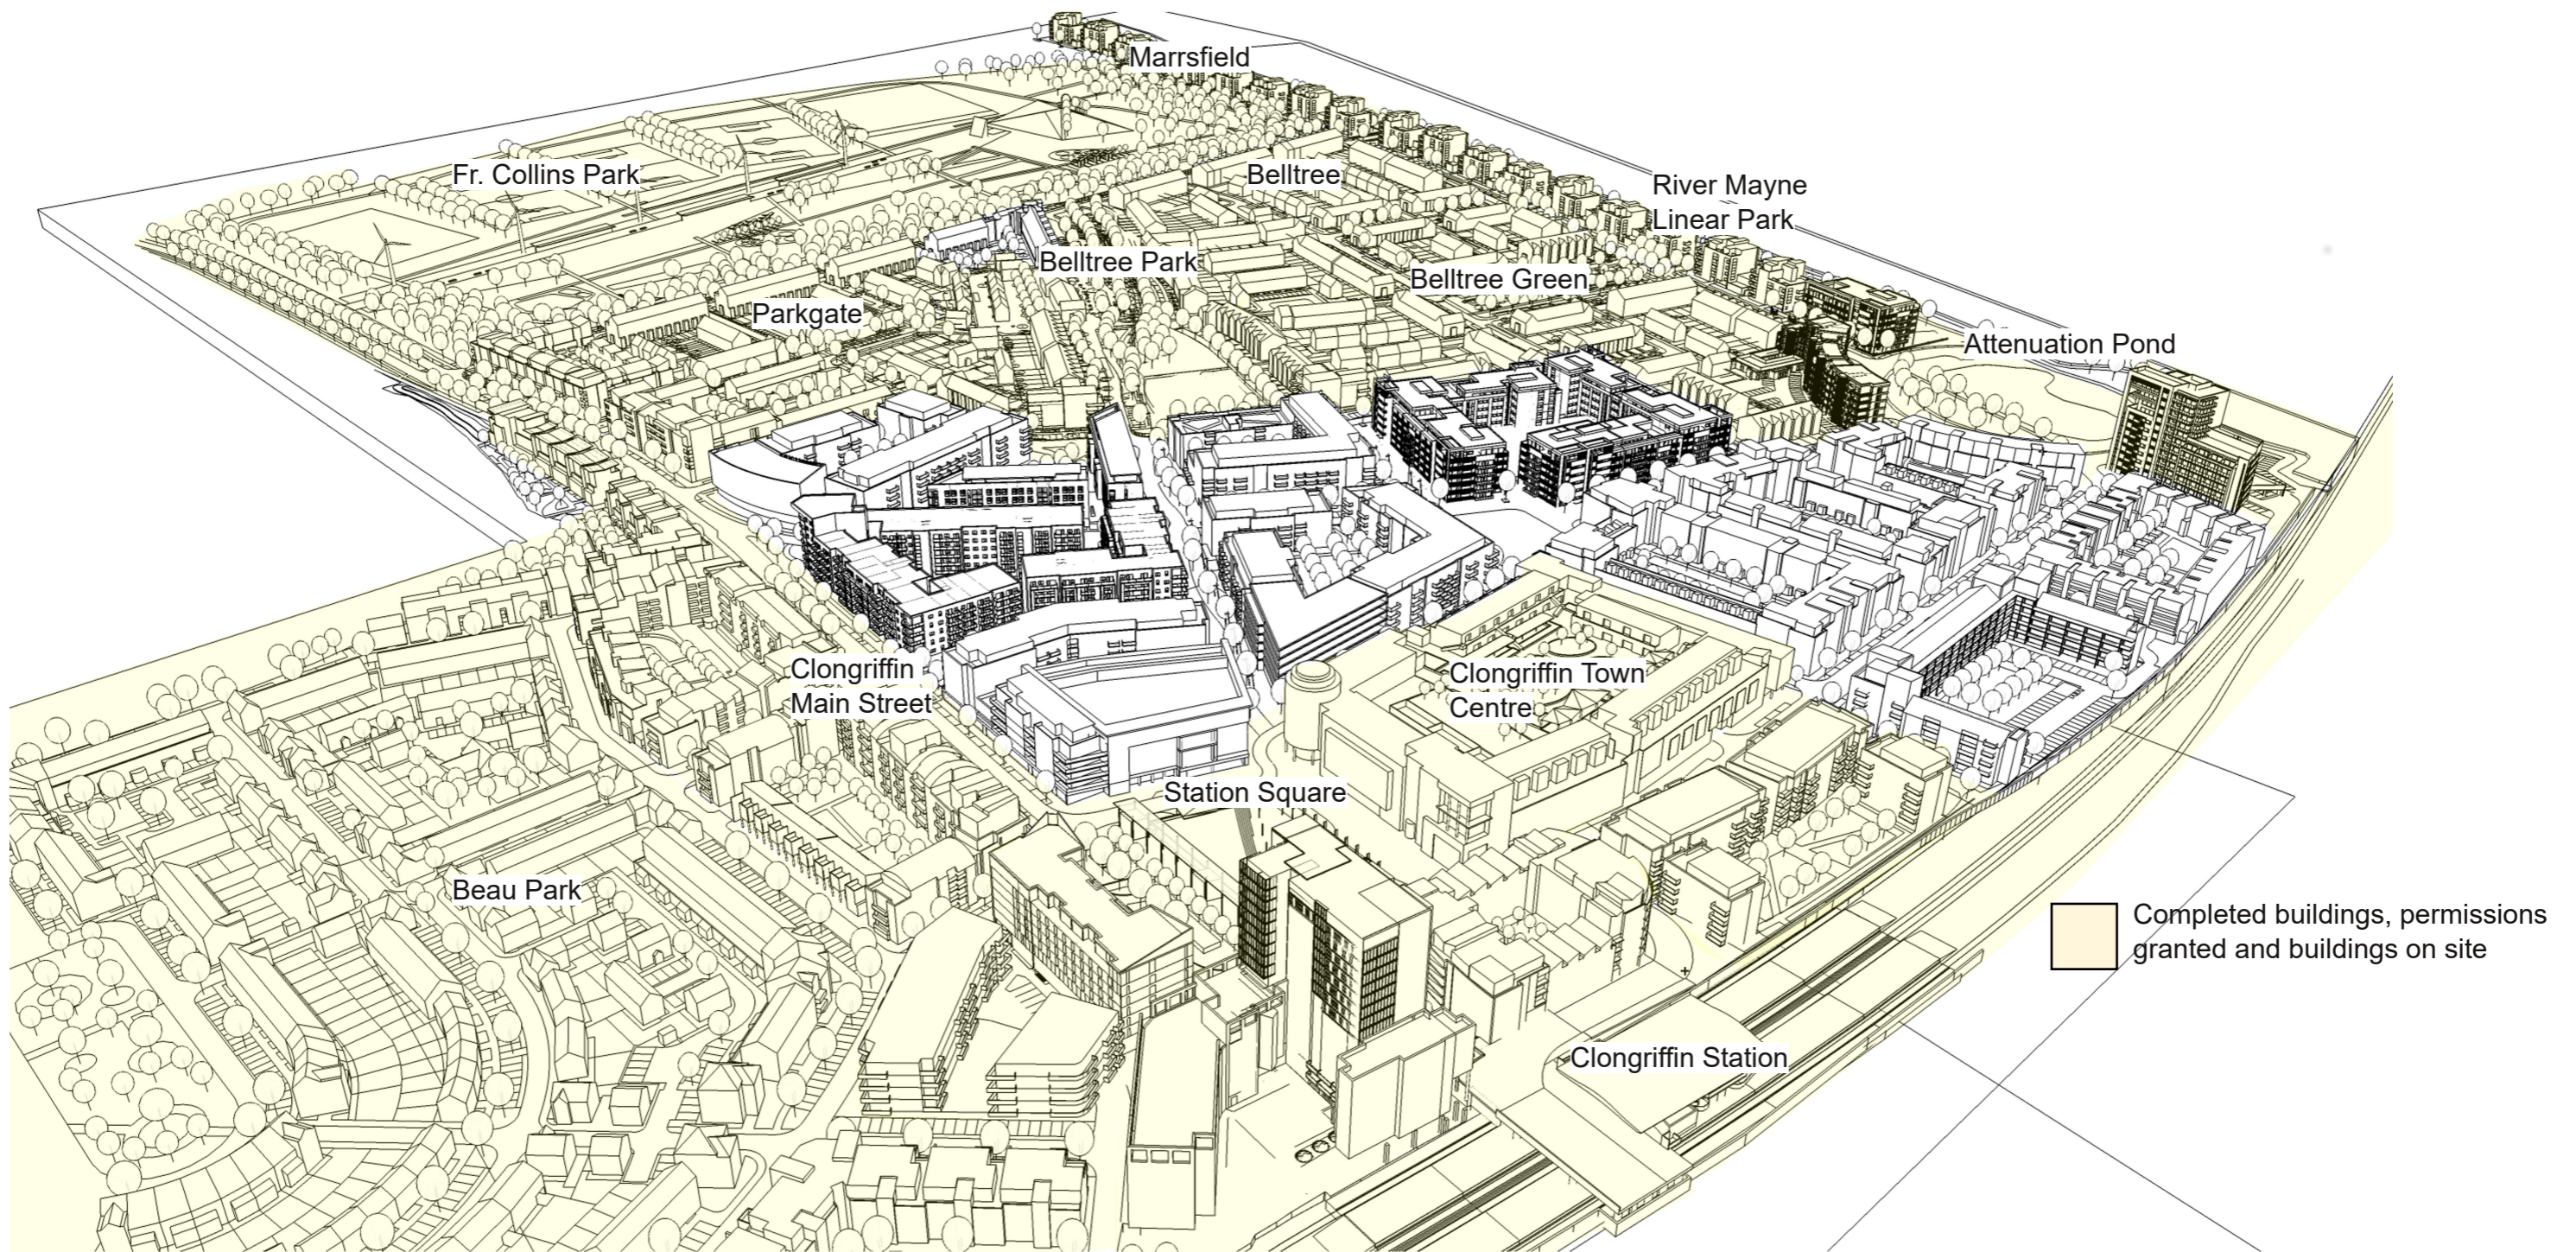 Marrsfield
Fr. Collins Park
Belltree
River Mayne
Linear Park
Belltree Park
Belltree Green
Parkgate
Attenuation Pond
Clongriffin
Main Street
Clongriffin Town
Centre
Station Square
Beau Park
Completed buildings, permissions
granted and buildings on site
Clongriffin Station